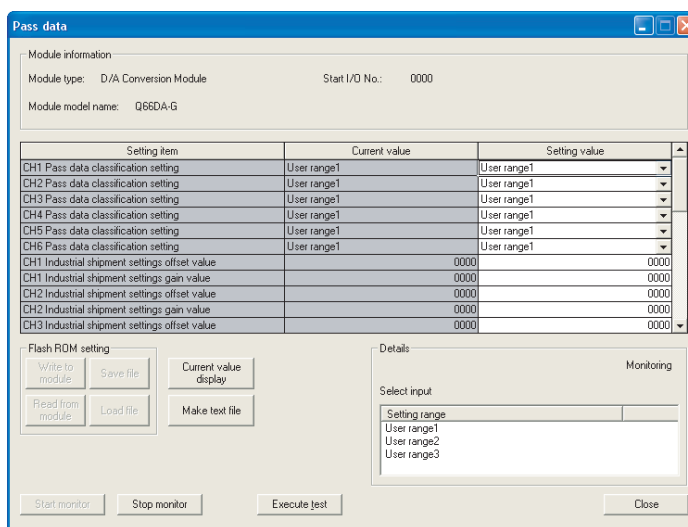 Pass data
Module information
Module type: D/A Conversion Module Start I/O No.: 0000
Module model name: Q66DA-G
Setting item Current value Setting value
CH1 Pass data classification setting User range1 User range1
CH2 Pass data classification setting User range1 User range1
CH3 Pass data classification setting User range1 User range1
CH4 Pass data classification setting User range1 User range1
CH5 Pass data classification setting User range1 User range1
CH6 Pass data classification setting User range1 User range1
CH1 Industrial shipment settings offset value 0000 0000
CH1 Industrial shipment settings gain value 0000 0000
CH2 Industrial shipment settings offset value 0000 0000
CH2 Industrial shipment settings gain value 0000 0000
CH3 Industrial shipment settings offset value 0000 0000
Flash ROM setting
Write to module
Save file
Read from module
Load file
Current value display
Make text file
Details
Monitoring
Select input
Setting range
User range1
User range2
User range3
Start monitor Stop monitor Execute test Close